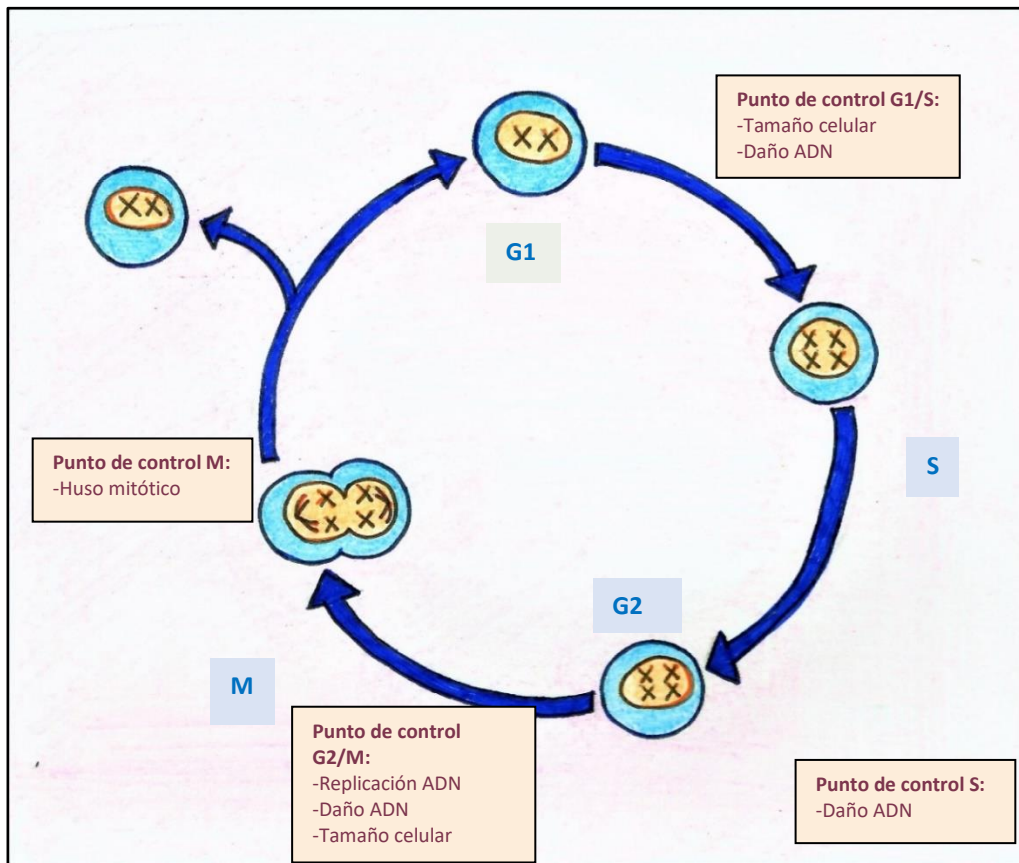 Punto de control G1/S:
-Tamaño celular
-Daño ADN
G1
S
Punto de control M:
-Huso mitótico
G2
M
Punto de control
G2/M:
-Replicación ADN
-Daño ADN
-Tamaño celular
Punto de control S:
-Daño ADN